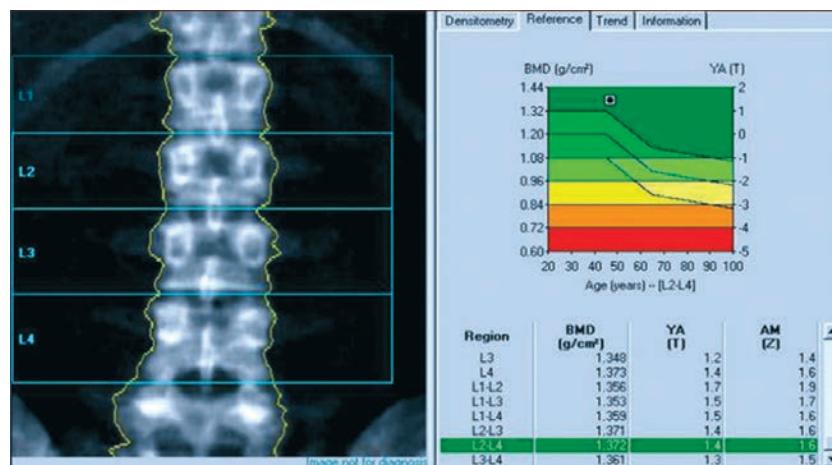 L1
L2
L3
L4
Image not for diagnosis
Densitometry Reference Trend Information
BMD (g/cm²) YA (T)
1.44 2
1.32 1
1.20 0
1.08 -1
0.96 -2
0.84 -3
0.72 -4
0.60 -5
20 30 40 50 60 70 80 90 100
Age (years) -- [L2-L4]
Region BMD (g/cm²) YA (T) AM (Z)
L3 1.348 1.2 1.4
L4 1.373 1.4 1.6
L1-L2 1.356 1.7 1.9
L1-L3 1.353 1.5 1.7
L1-L4 1.359 1.5 1.6
L2-L3 1.371 1.4 1.6
L2-L4 1.372 1.4 1.6
L3-L4 1.361 1.3 1.5